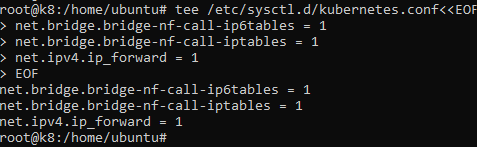 root@k8:/home/ubuntu# tee /etc/sysctl.d/kubernetes.conf<<EOF
> net.bridge.bridge-nf-call-ip6tables = 1
> net.bridge.bridge-nf-call-iptables = 1
> net.ipv4.ip_forward = 1
> EOF
net.bridge.bridge-nf-call-ip6tables = 1
net.bridge.bridge-nf-call-iptables = 1
net.ipv4.ip_forward = 1
root@k8:/home/ubuntu#